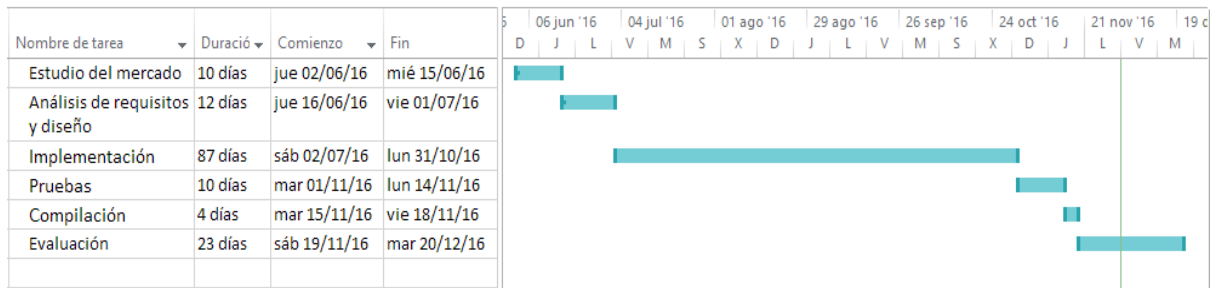 6 06 jun '16 04 jul '16 01 ago '16 29 ago '16 26 sep '16 24 oct '16 21 nov '16 19 d
Nombre de tarea Duració Comienzo Fin D J L V M S X D J L V M S X D J L V M
Estudio del mercado 10 días jue 02/06/16 mié 15/06/16
Análisis de requisitos 12 días jue 16/06/16 vie 01/07/16
y diseño
Implementación 87 días sáb 02/07/16 lun 31/10/16
Pruebas 10 días mar 01/11/16 lun 14/11/16
Compilación 4 días mar 15/11/16 vie 18/11/16
Evaluación 23 días sáb 19/11/16 mar 20/12/16